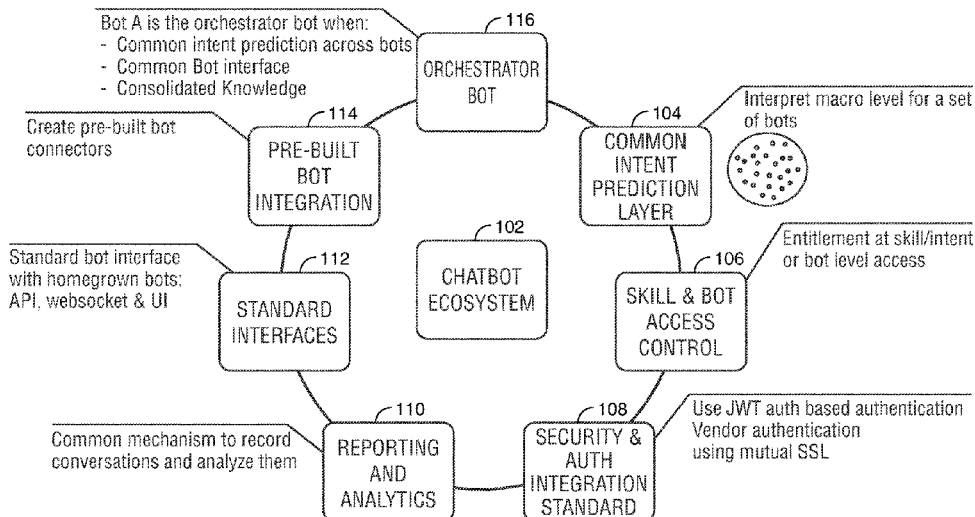 Bot A is the orchestrator bot when:
- Common intent prediction across bots
- Common Bot interface
- Consolidated Knowledge
116
ORCHESTRATOR
BOT
Create pre-built bot
connectors
114
PRE-BUILT
BOT
INTEGRATION
104
COMMON
INTENT
PREDICTION
LAYER
Interpret macro level for a set
of bots
102
CHATBOT
ECOSYSTEM
Standard bot interface
with homegrown bots:
API, websocket & UI
112
STANDARD
INTERFACES
106
SKILL & BOT
ACCESS
CONTROL
Entitlement at skill/intent
or bot level access
Common mechanism to record
conversations and analyze them
110
REPORTING
AND
ANALYTICS
108
SECURITY &
AUTH
INTEGRATION
STANDARD
Use JWT auth based authentication
Vendor authentication
using mutual SSL